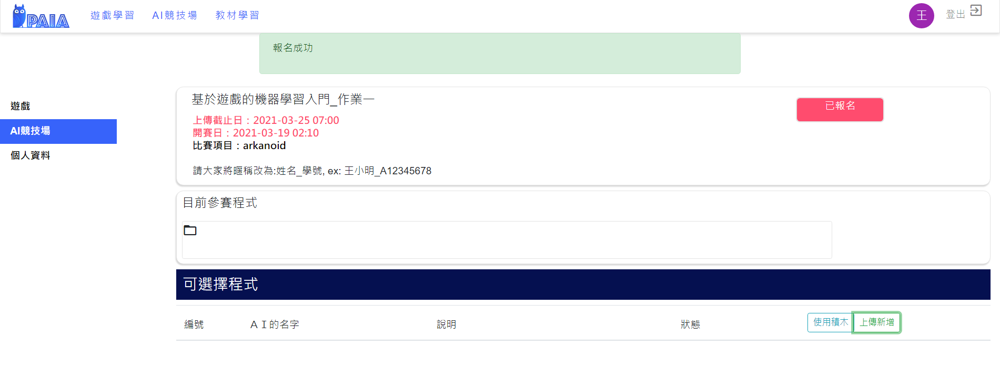 PAIA 遊戲學習 AI競技場 教材學習 王 登出
報名成功
遊戲
AI競技場
個人資料
基於遊戲的機器學習入門_作業一
已報名
上傳截止日：2021-03-25 07:00
開賽日：2021-03-19 02:10
比賽項目：arkanoid
請大家將暱稱改為:姓名_學號, ex: 王小明_A12345678
目前參賽程式
可選擇程式
編號 ＡＩ的名字 說明 狀態 使用積木 上傳新增